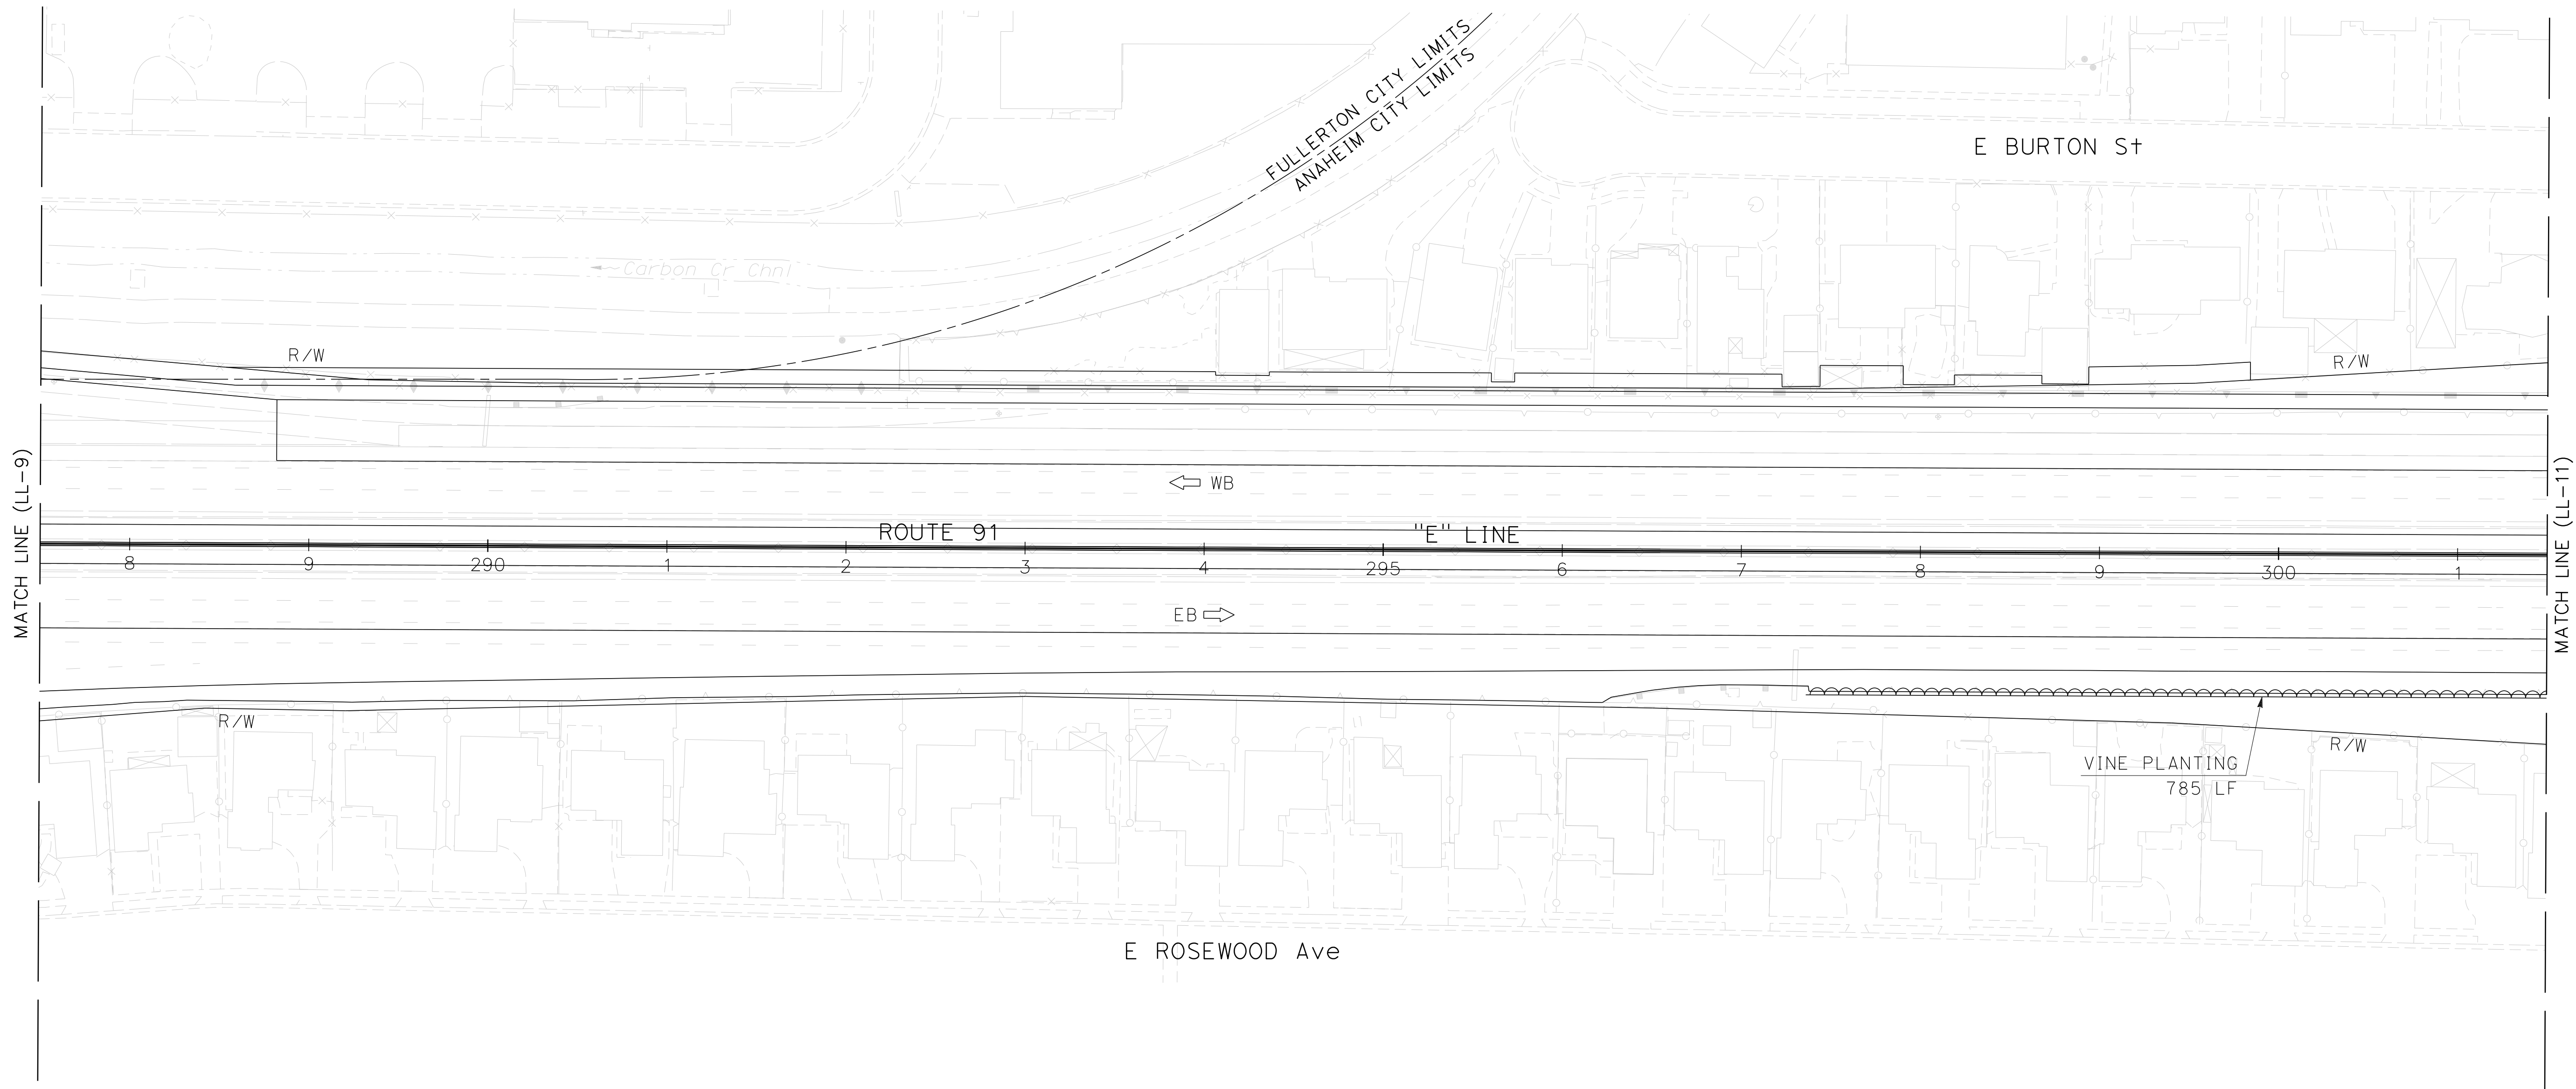 FULLERTON CITY LIMITS
ANAHEIM CITY LIMITS
E BURTON St
Carbon Cr Chnl
R/W
R/W
MATCH LINE (LL-9)
MATCH LINE (LL-11)
WB
ROUTE 91
"E" LINE
8 9 290 1 2 3 4 295 6 7 8 9 300 1
EB
R/W
R/W
VINE PLANTING
785 LF
E ROSEWOOD Ave